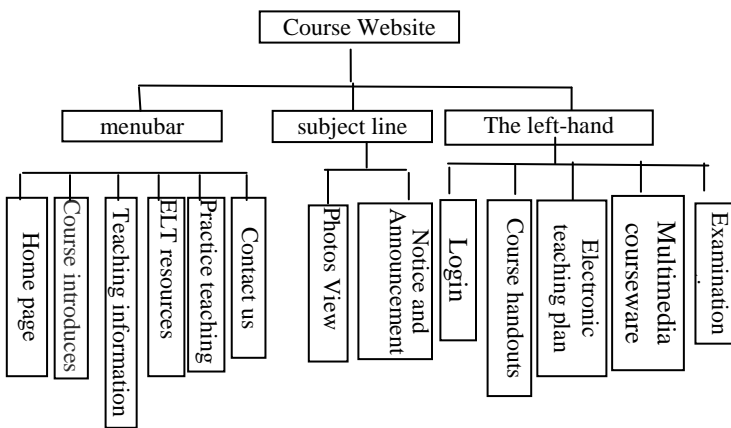 Course Website
menubar
subject line
The left-hand
Home page
Course introduces
Teaching information
ELT resources
Practice teaching
Contact us
Photos View
Notice and
Announcement
Login
Course handouts
Electronic
teaching plan
Multimedia
courseware
Examination